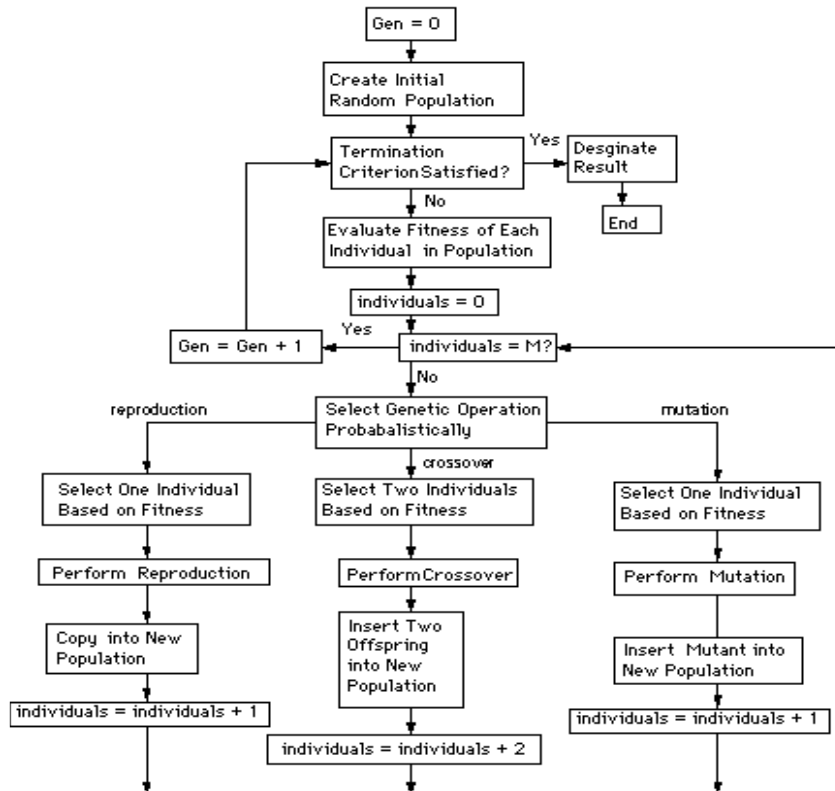 Gen = 0
Create Initial
Random Population
Termination
Criterion Satisfied?
Yes
Desginate
Result
End
No
Evaluate Fitness of Each
Individual in Population
individuals = 0
Yes
Gen = Gen + 1
individuals = M?
No
reproduction
Select Genetic Operation
Probabalistically
mutation
crossover
Select One Individual
Based on Fitness
Select Two Individuals
Based on Fitness
Select One Individual
Based on Fitness
Perform Reproduction
Perform Crossover
Perform Mutation
Copy into New
Population
Insert Two
Offspring
into New
Population
Insert Mutant into
New Population
individuals = individuals + 1
individuals = individuals + 2
individuals = individuals + 1